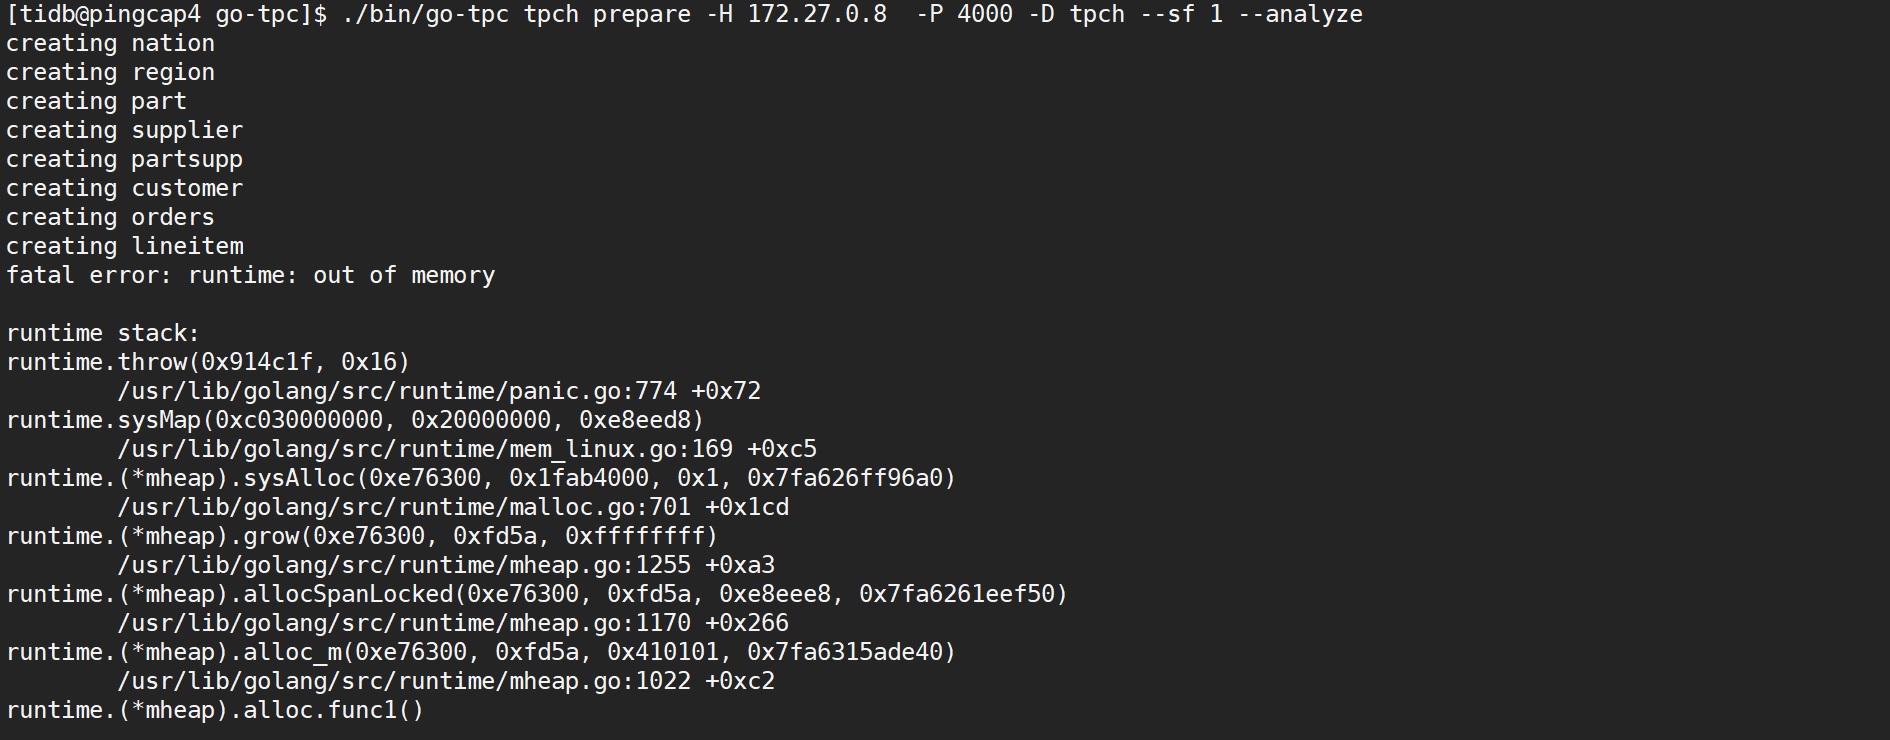 [tidb@pingcap4 go-tpc]$ ./bin/go-tpc tpch prepare -H 172.27.0.8  -P 4000 -D tpch --sf 1 --analyze
creating nation
creating region
creating part
creating supplier
creating partsupp
creating customer
creating orders
creating lineitem
fatal error: runtime: out of memory

runtime stack:
runtime.throw(0x914c1f, 0x16)
        /usr/lib/golang/src/runtime/panic.go:774 +0x72
runtime.sysMap(0xc030000000, 0x20000000, 0xe8eed8)
        /usr/lib/golang/src/runtime/mem_linux.go:169 +0xc5
runtime.(*mheap).sysAlloc(0xe76300, 0x1fab4000, 0x1, 0x7fa626ff96a0)
        /usr/lib/golang/src/runtime/malloc.go:701 +0x1cd
runtime.(*mheap).grow(0xe76300, 0xfd5a, 0xffffffff)
        /usr/lib/golang/src/runtime/mheap.go:1255 +0xa3
runtime.(*mheap).allocSpanLocked(0xe76300, 0xfd5a, 0xe8eee8, 0x7fa6261eef50)
        /usr/lib/golang/src/runtime/mheap.go:1170 +0x266
runtime.(*mheap).alloc_m(0xe76300, 0xfd5a, 0x410101, 0x7fa6315ade40)
        /usr/lib/golang/src/runtime/mheap.go:1022 +0xc2
runtime.(*mheap).alloc.func1()